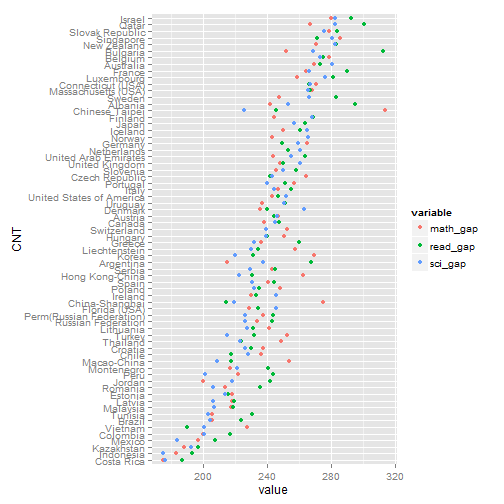 Israel
Qatar
Slovak Republic
Singapore
New Zealand
Bulgaria
Belgium
Australia
France
Luxembourg
Connecticut (USA)
Massachusetts (USA)
Sweden
Albania
Chinese Taipei
Finland
Japan
Iceland
Norway
Germany
Netherlands
United Arab Emirates
United Kingdom
Slovenia
Czech Republic
Portugal
Italy
United States of America
Uruguay
Denmark
Austria
Canada
Switzerland
Hungary
Greece
Liechtenstein
Korea
Argentina
Serbia
Hong Kong-China
Spain
Poland
Ireland
China-Shanghai
Florida (USA)
Perm(Russian Federation)
Russian Federation
Lithuania
Turkey
Thailand
Croatia
Chile
Macao-China
Montenegro
Peru
Jordan
Romania
Estonia
Latvia
Malaysia
Tunisia
Brazil
Vietnam
Colombia
Mexico
Kazakhstan
Indonesia
Costa Rica
CNT
200 240 280 320
value
variable
math_gap
read_gap
sci_gap